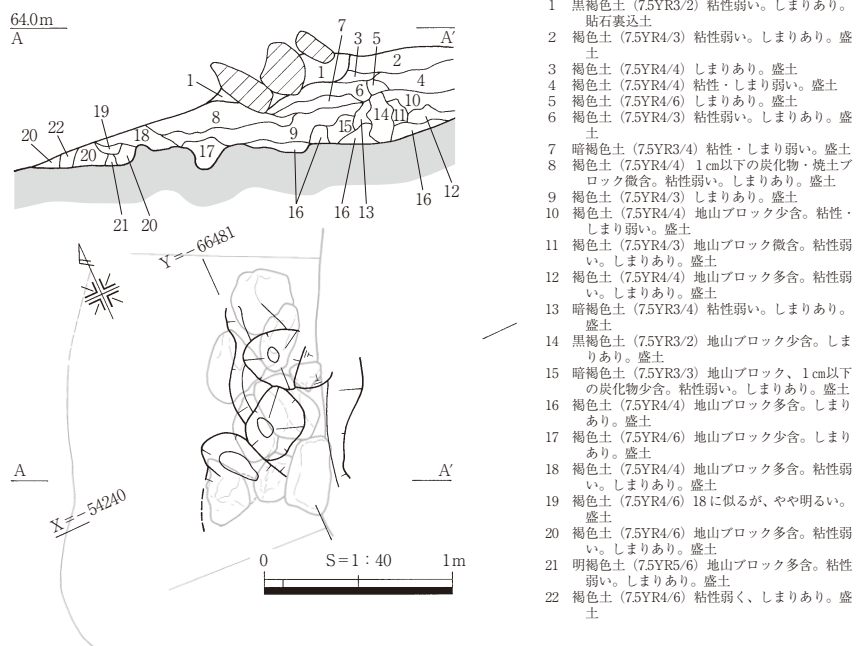 64.0m
A
A′
7
3 5
2
1
1
4
6
10
19
8
14
11
22
18
15
9
20
20
17
12
16
16 13
16
21 20
Y=－66481
A
A′
X=－54240
0
S=1：40
1m
1 黒褐色土（7.5YR3/2）粘性弱い。しまりあり。
貼石裏込土
2 褐色土（7.5YR4/3）粘性弱い。しまりあり。盛
土
3 褐色土（7.5YR4/4）しまりあり。盛土
4 褐色土（7.5YR4/4）粘性・しまり弱い。盛土
5 褐色土（7.5YR4/6）しまりあり。盛土
6 褐色土（7.5YR4/3）粘性弱い。しまりあり。盛
土
7 暗褐色土（7.5YR3/4）粘性・しまり弱い。盛土
8 褐色土（7.5YR4/4）１㎝以下の炭化物・焼土ブ
ロック微含。粘性弱い。しまりあり。盛土
9 褐色土（7.5YR4/3）しまりあり。盛土
10 褐色土（7.5YR4/4）地山ブロック少含。粘性・
しまり弱い。盛土
11 褐色土（7.5YR4/3）地山ブロック微含。粘性弱
い。しまりあり。盛土
12 褐色土（7.5YR4/4）地山ブロック多含。粘性弱
い。しまりあり。盛土
13 暗褐色土（7.5YR3/4）粘性弱い。しまりあり。
盛土
14 黒褐色土（7.5YR3/2）地山ブロック少含。しま
りあり。盛土
15 暗褐色土（7.5YR3/3）地山ブロック、１㎝以下
の炭化物少含。粘性弱い。しまりあり。盛土
16 褐色土（7.5YR4/4）地山ブロック多含。しまり
あり。盛土
17 褐色土（7.5YR4/6）地山ブロック少含。しまり
あり。盛土
18 褐色土（7.5YR4/4）地山ブロック多含。粘性弱
い。しまりあり。盛土
19 褐色土（7.5YR4/6）18に似るが、やや明るい。
盛土
20 褐色土（7.5YR4/6）地山ブロック多含。粘性弱
い。しまりあり。盛土
21 明褐色土（7.5YR5/6）地山ブロック多含。粘性
弱い。しまりあり。盛土
22 褐色土（7.5YR4/6）粘性弱く、しまりあり。盛
土